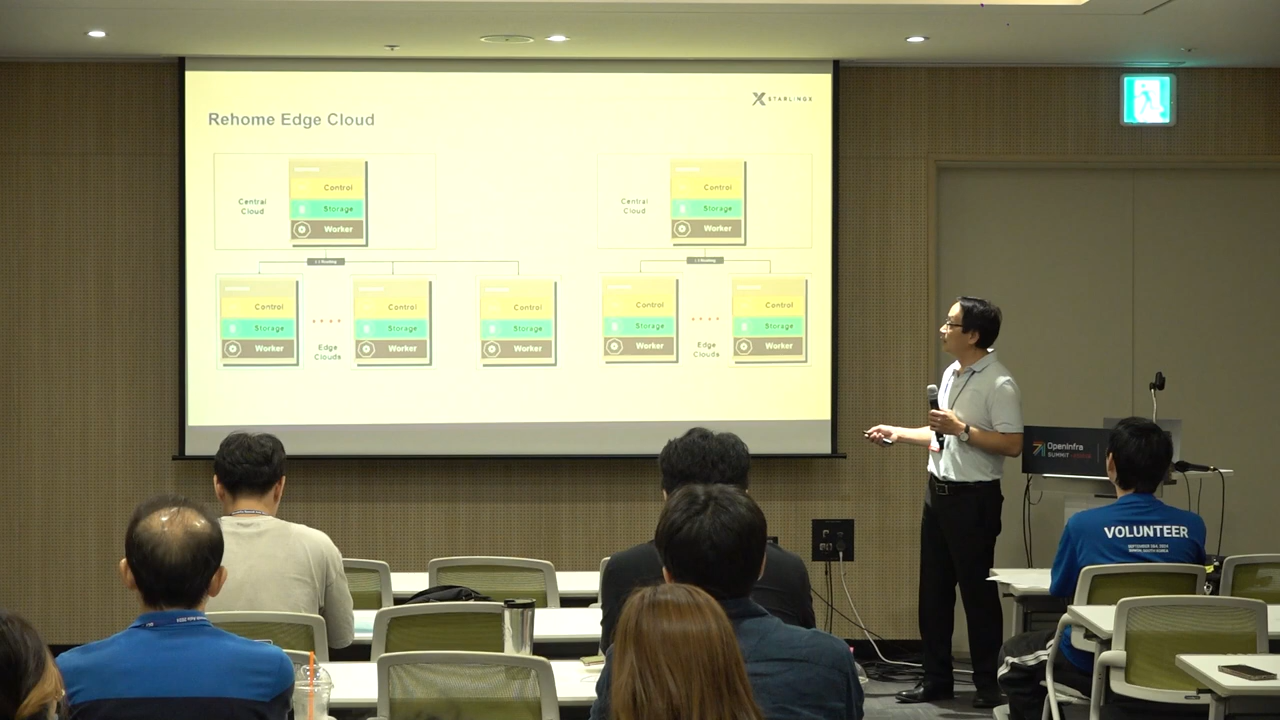 STARLINGX
Rehome Edge Cloud
Central
Cloud
Control
Storage
Worker
Central
Cloud
Control
Storage
Worker
Control
Storage
Worker
Edge
Clouds
Control
Storage
Worker
Control
Storage
Worker
Control
Storage
Worker
Edge
Clouds
Control
Storage
Worker
OpenInfra
SUMMIT
VOLUNTEER